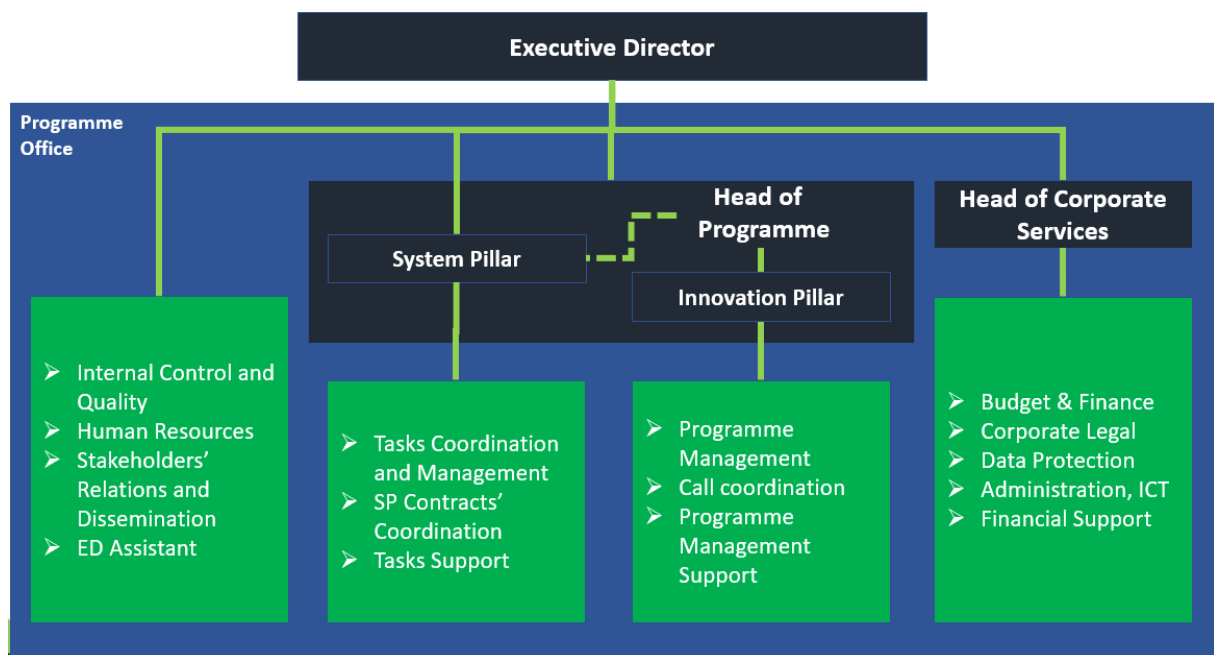 Executive Director
Programme
Office
Head of
Programme
Head of Corporate
Services
System Pillar
Innovation Pillar
➢ Internal Control and
Quality
➢ Human Resources
➢ Stakeholders’
Relations and
Dissemination
➢ ED Assistant
➢ Tasks Coordination
and Management
➢ SP Contracts’
Coordination
➢ Tasks Support
➢ Programme
Management
➢ Call coordination
➢ Programme
Management
Support
➢ Budget & Finance
➢ Corporate Legal
➢ Data Protection
➢ Administration, ICT
➢ Financial Support